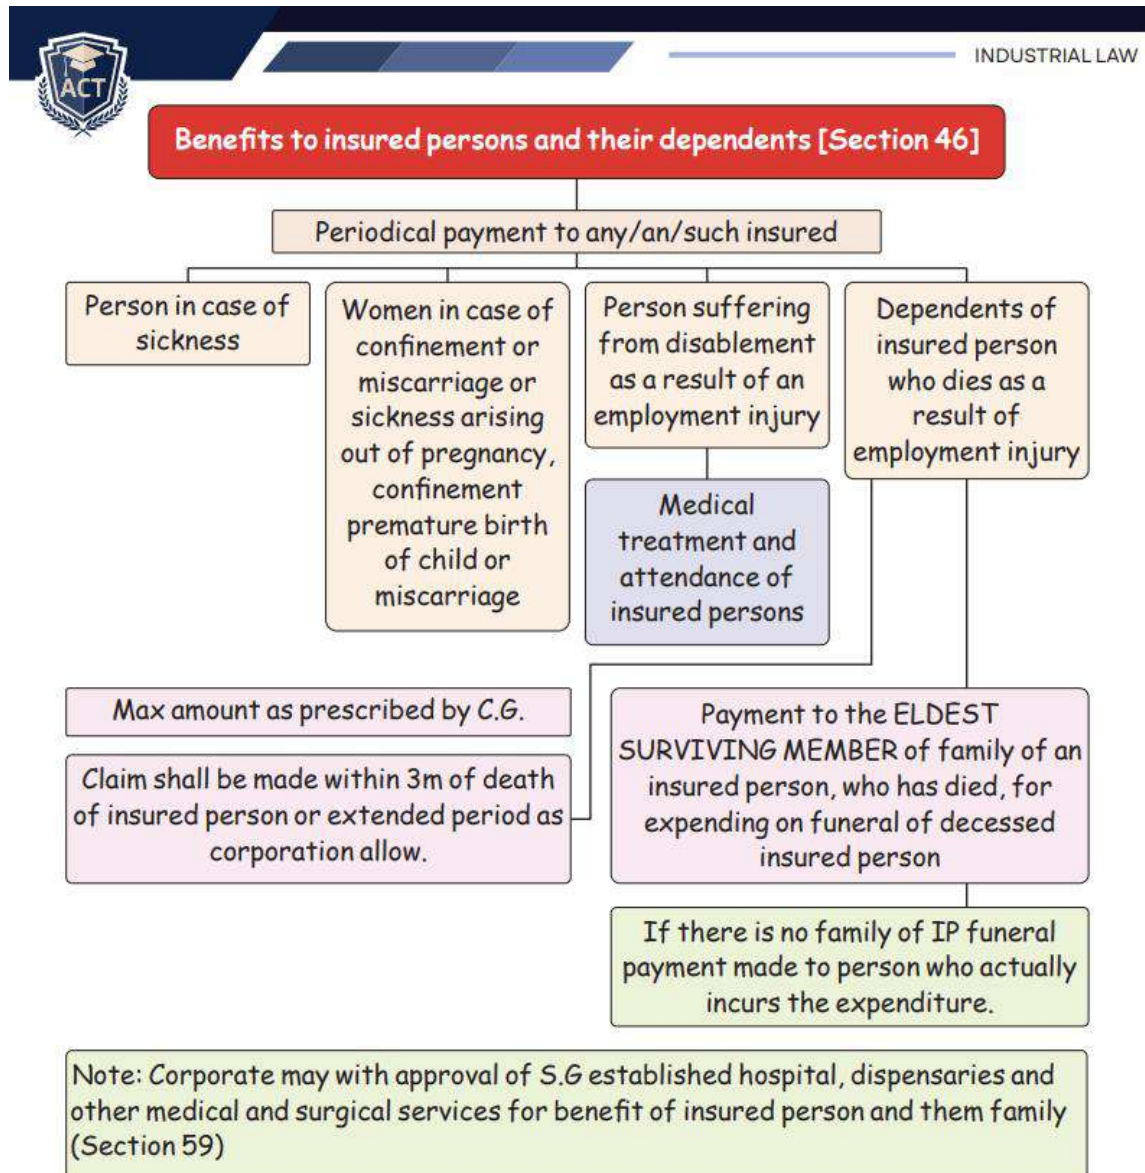 INDUSTRIAL LAW
ACT
Benefits to insured persons and their dependents [Section 46]
Periodical payment to any/an/such insured
Person in case of
sickness
Women in case of
confinement or
miscarriage or
sickness arising
out of pregnancy,
confinement
premature birth
of child or
miscarriage
Person suffering
from disablement
as a result of an
employment injury
Dependents of
insured person
who dies as a
result of
employment injury
Medical
treatment and
attendance of
insured persons
Max amount as prescribed by C.G.
Claim shall be made within 3m of death
of insured person or extended period as
corporation allow.
Payment to the ELDEST
SURVIVING MEMBER of family of an
insured person, who has died, for
expending on funeral of decessed
insured person
If there is no family of IP funeral
payment made to person who actually
incurs the expenditure.
Note: Corporate may with approval of S.G established hospital, dispensaries and
other medical and surgical services for benefit of insured person and them family
(Section 59)